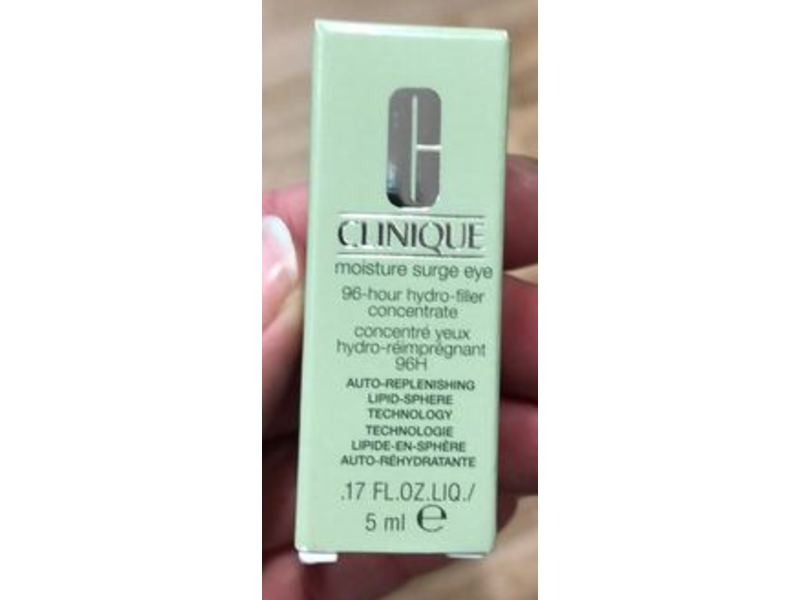 CLINIQUE
moisture surge eye
96-hour hydro-filler
concentrate
concentré yeux
hydro-réimprégnant
96H
AUTO-REPLENISHING
LIPID-SPHERE
TECHNOLOGY
TECHNOLOGIE
LIPIDE-EN-SPHÈRE
AUTO-RÉHYDRATANTE
.17 FL.OZ.LIQ./
5 ml ℮